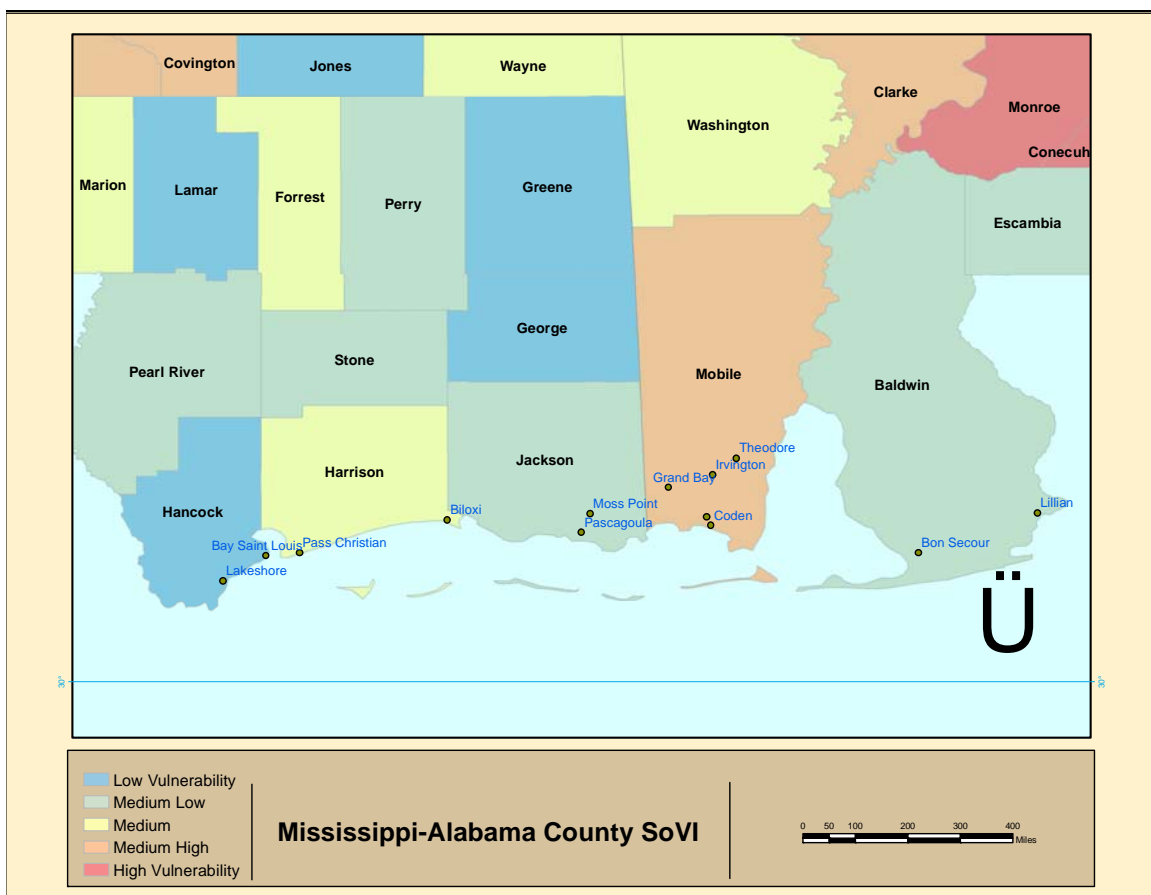 Covington
Jones
Wayne
Clarke
Monroe
Washington
Conecuh
Marion
Lamar
Forrest
Perry
Greene
Escambia
George
Stone
Pearl River
Mobile
Baldwin
Theodore
Jackson
Irvington
Harrison
Grand Bay
Hancock
Biloxi
Moss Point
Coden
Lillian
Pascagoula
Bay Saint Louis
Pass Christian
Bon Secour
Lakeshore
Ü
30°
30°
Low Vulnerability
Medium Low
Medium
Medium High
High Vulnerability
Mississippi-Alabama County SoVI
0 50 100 200 300 400
Miles